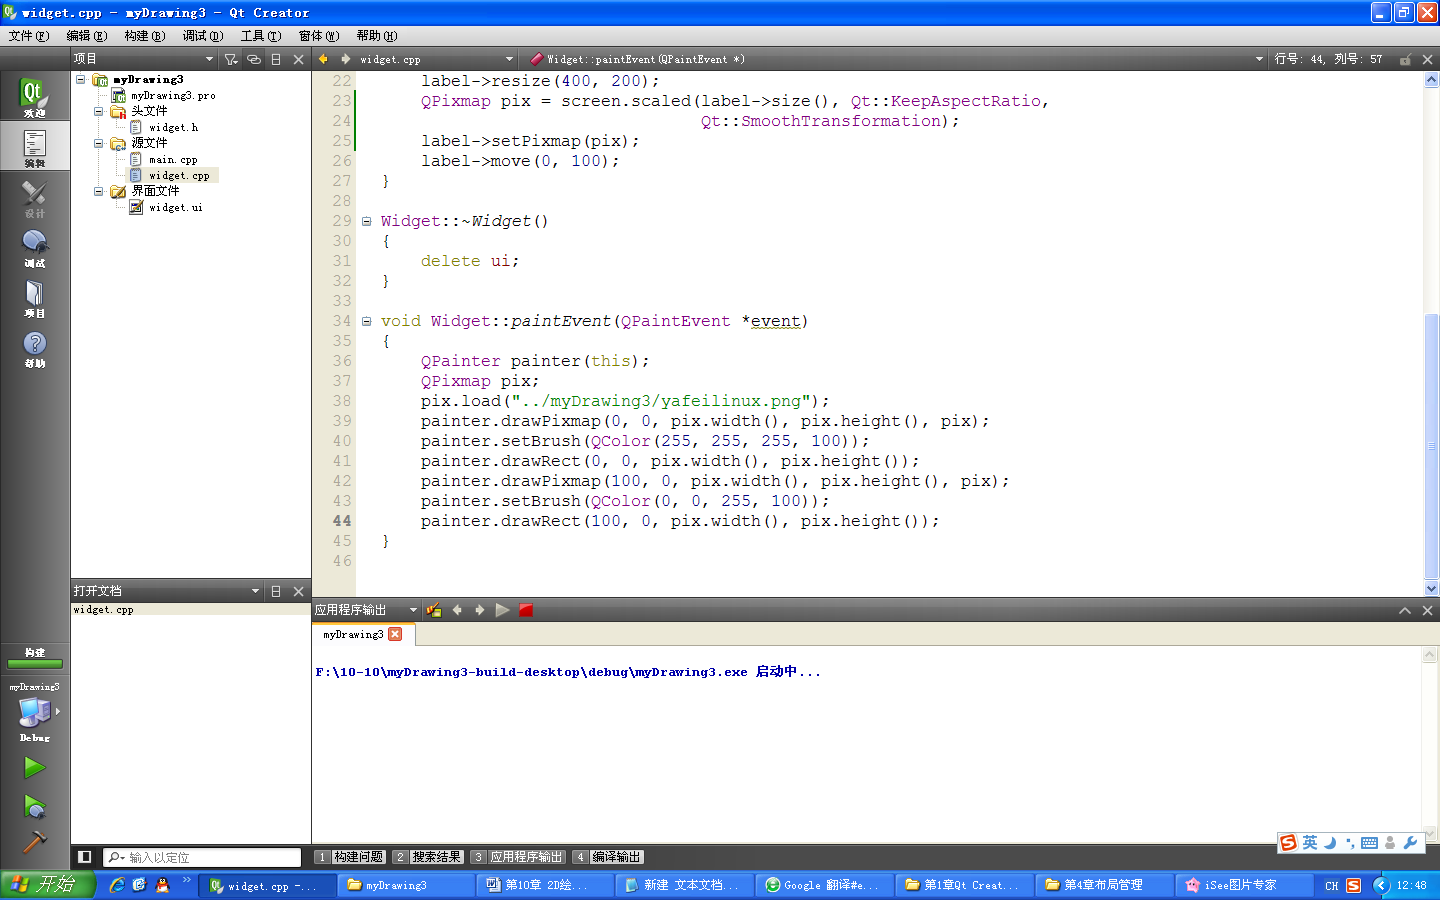 widget.cpp - myDrawing3 - Qt Creator
文件(F) 编辑(E) 构建(B) 调试(D) 工具(T) 窗体(W) 帮助(H)
项目 widget.cpp Widget::paintEvent(QPaintEvent *) 行号: 44, 列号: 57
欢迎
编辑
设计
调试
项目
帮助
myDrawing3
myDrawing3.pro
头文件
widget.h
源文件
main.cpp
widget.cpp
界面文件
widget.ui
22 label->resize(400, 200);
23 QPixmap pix = screen.scaled(label->size(), Qt::KeepAspectRatio,
24 Qt::SmoothTransformation);
25 label->setPixmap(pix);
26 label->move(0, 100);
27 }
28
29 Widget::~Widget()
30 {
31 delete ui;
32 }
33
34 void Widget::paintEvent(QPaintEvent *event)
35 {
36 QPainter painter(this);
37 QPixmap pix;
38 pix.load("../myDrawing3/yafeilinux.png");
39 painter.drawPixmap(0, 0, pix.width(), pix.height(), pix);
40 painter.setBrush(QColor(255, 255, 255, 100));
41 painter.drawRect(0, 0, pix.width(), pix.height());
42 painter.drawPixmap(100, 0, pix.width(), pix.height(), pix);
43 painter.setBrush(QColor(0, 0, 255, 100));
44 painter.drawRect(100, 0, pix.width(), pix.height());
45 }
46
打开文档
widget.cpp
应用程序输出
myDrawing3
F:\10-10\myDrawing3-build-desktop\debug\myDrawing3.exe 启动中...
构建
myDrawing3
Debug
输入以定位 1 构建问题 2 搜索结果 3 应用程序输出 4 编译输出
英
开始 widget.cpp -... myDrawing3 第10章 2D绘... 新建 文本文档... Google 翻译#e... 第1章Qt Creat... 第4章布局管理 iSee图片专家 CH 12:48